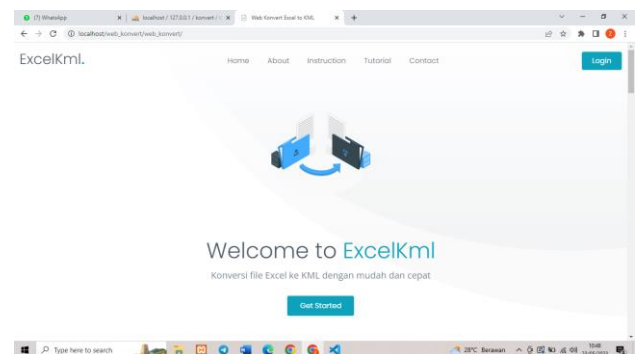 (7) WhatsApp
localhost / 127.0.0.1 / konvert /
Web Konvert Excel to KML
localhost/web_konvert/web_konvert/
ExcelKml.
Home About Instruction Tutorial Contact
Login
Welcome to ExcelKml
Konversi file Excel ke KML dengan mudah dan cepat
Get Started
Type here to search
28°C Berawan
10:48